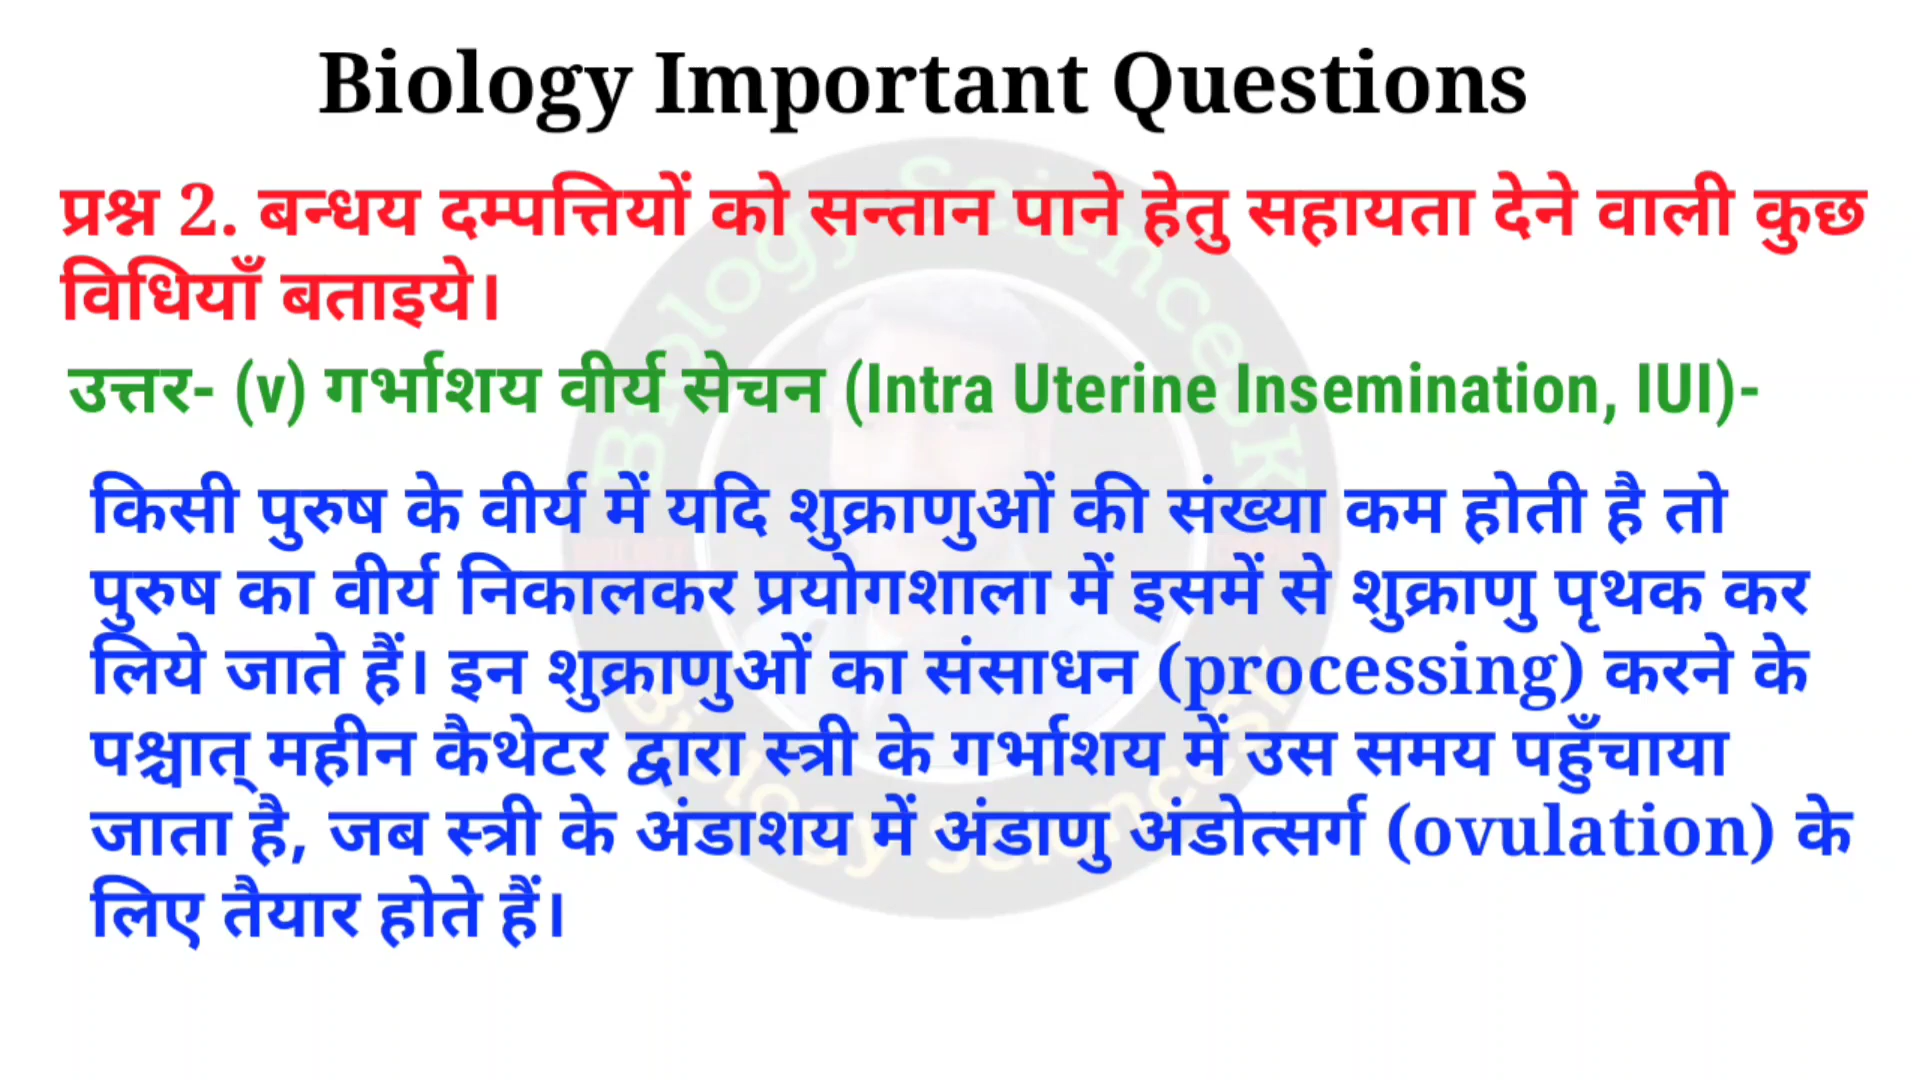 Biology Important Questions
प्रश्न 2. बन्धय दम्पत्तियों को सन्तान पाने हेतु सहायता देने वाली कुछ
विधियाँ बताइये।
उत्तर- (v) गर्भाशय वीर्य सेचन (Intra Uterine Insemination, IUI)-
किसी पुरुष के वीर्य में यदि शुक्राणुओं की संख्या कम होती है तो
पुरुष का वीर्य निकालकर प्रयोगशाला में इसमें से शुक्राणु पृथक कर
लिये जाते हैं। इन शुक्राणुओं का संसाधन (processing) करने के
पश्चात् महीन कैथेटर द्वारा स्त्री के गर्भाशय में उस समय पहुँचाया
जाता है, जब स्त्री के अंडाशय में अंडाणु अंडोत्सर्ग (ovulation) के
लिए तैयार होते हैं।